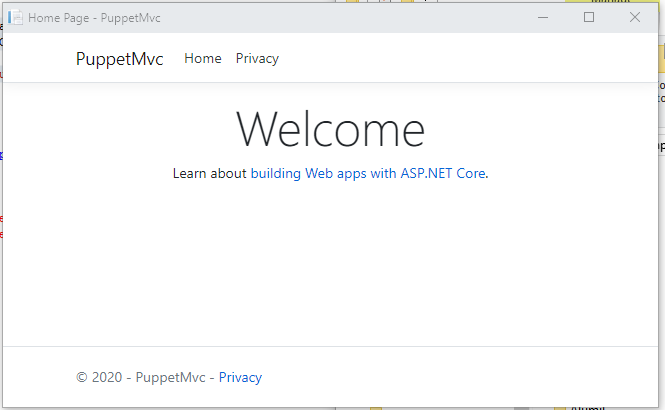 Home Page - PuppetMvc
PuppetMvc Home Privacy
Welcome
Learn about building Web apps with ASP.NET Core.
© 2020 - PuppetMvc - Privacy